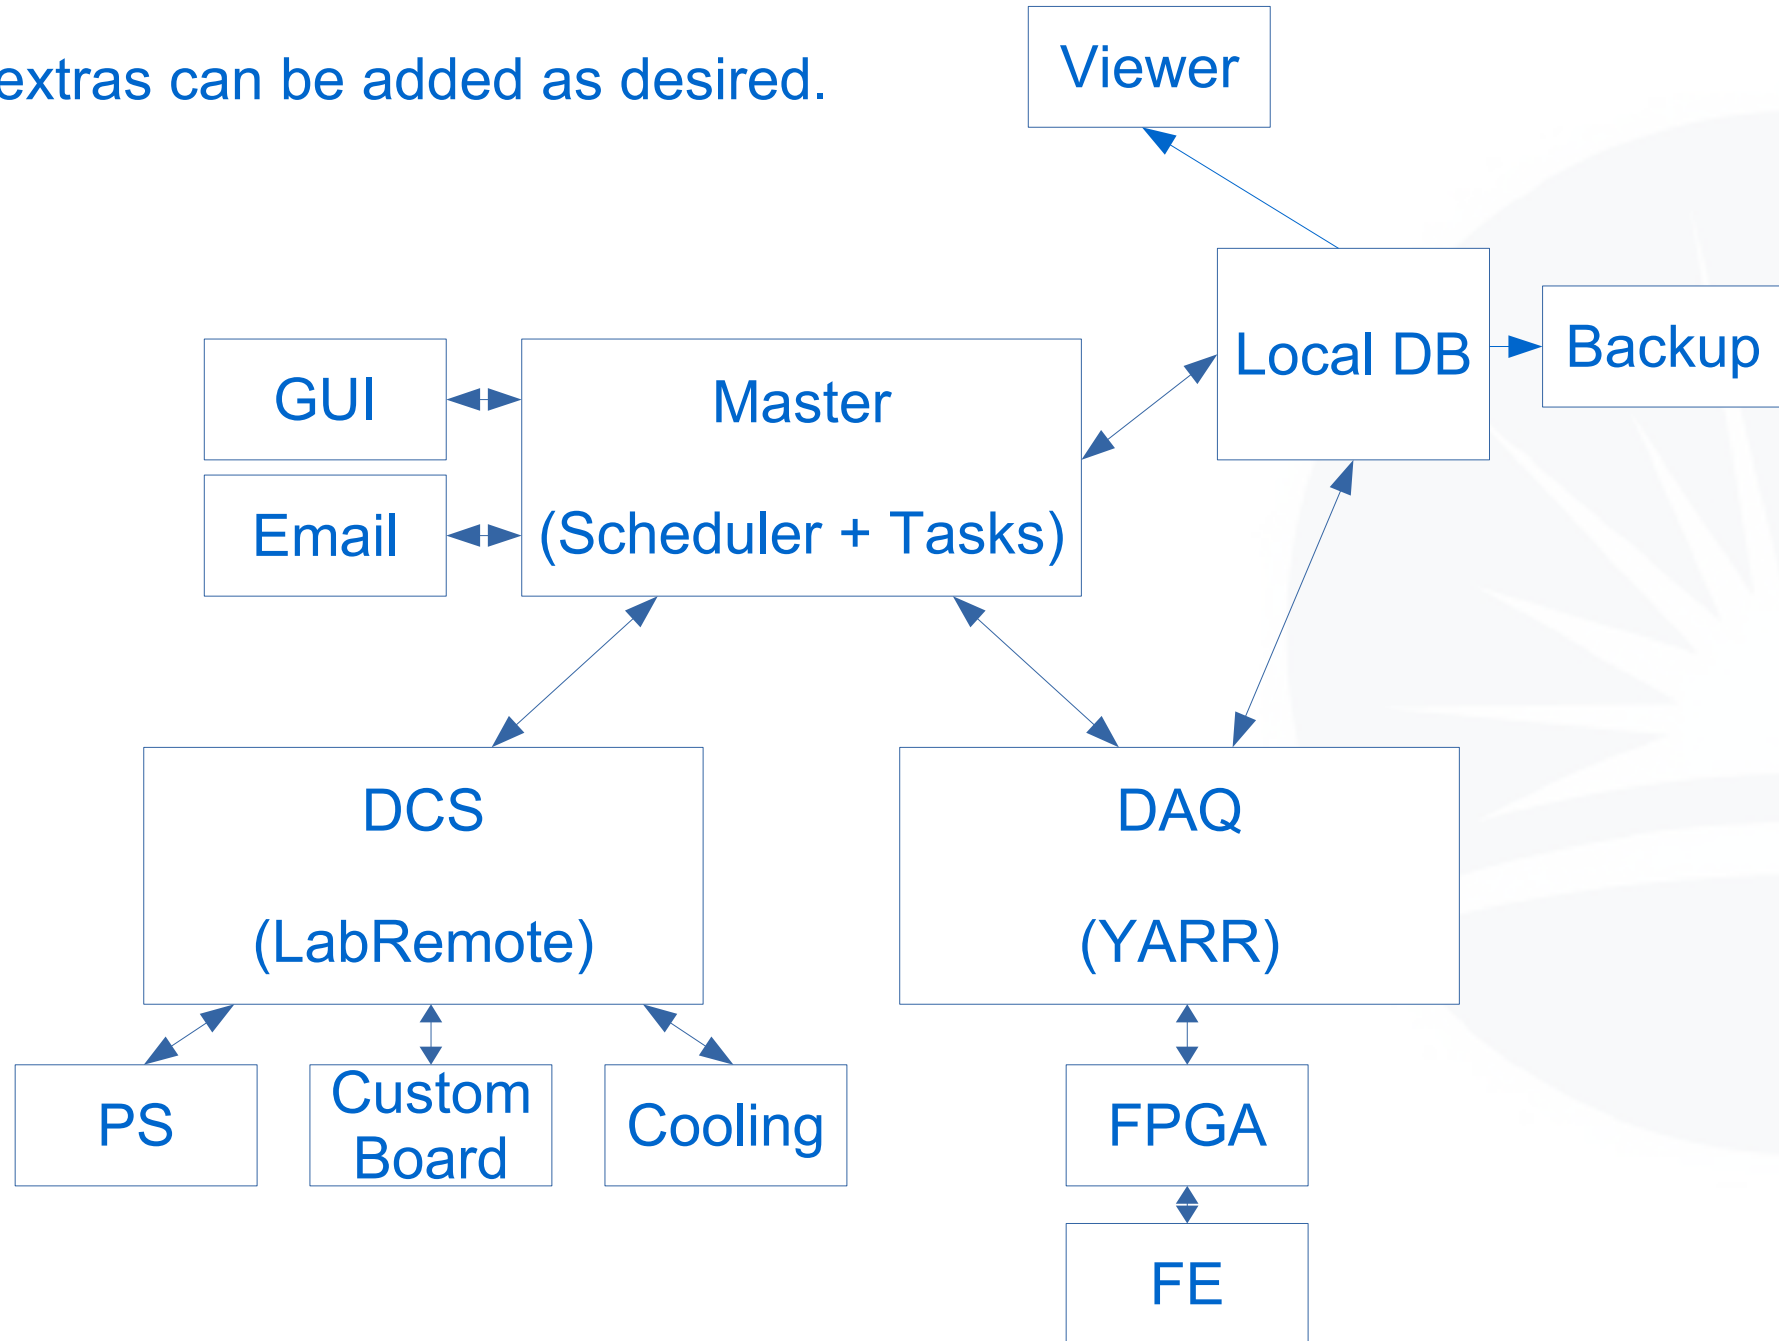 extras can be added as desired.
Viewer
Local DB
Backup
GUI
Master
Email
(Scheduler + Tasks)
DCS
(LabRemote)
DAQ
(YARR)
PS
Custom
Board
Cooling
FPGA
FE